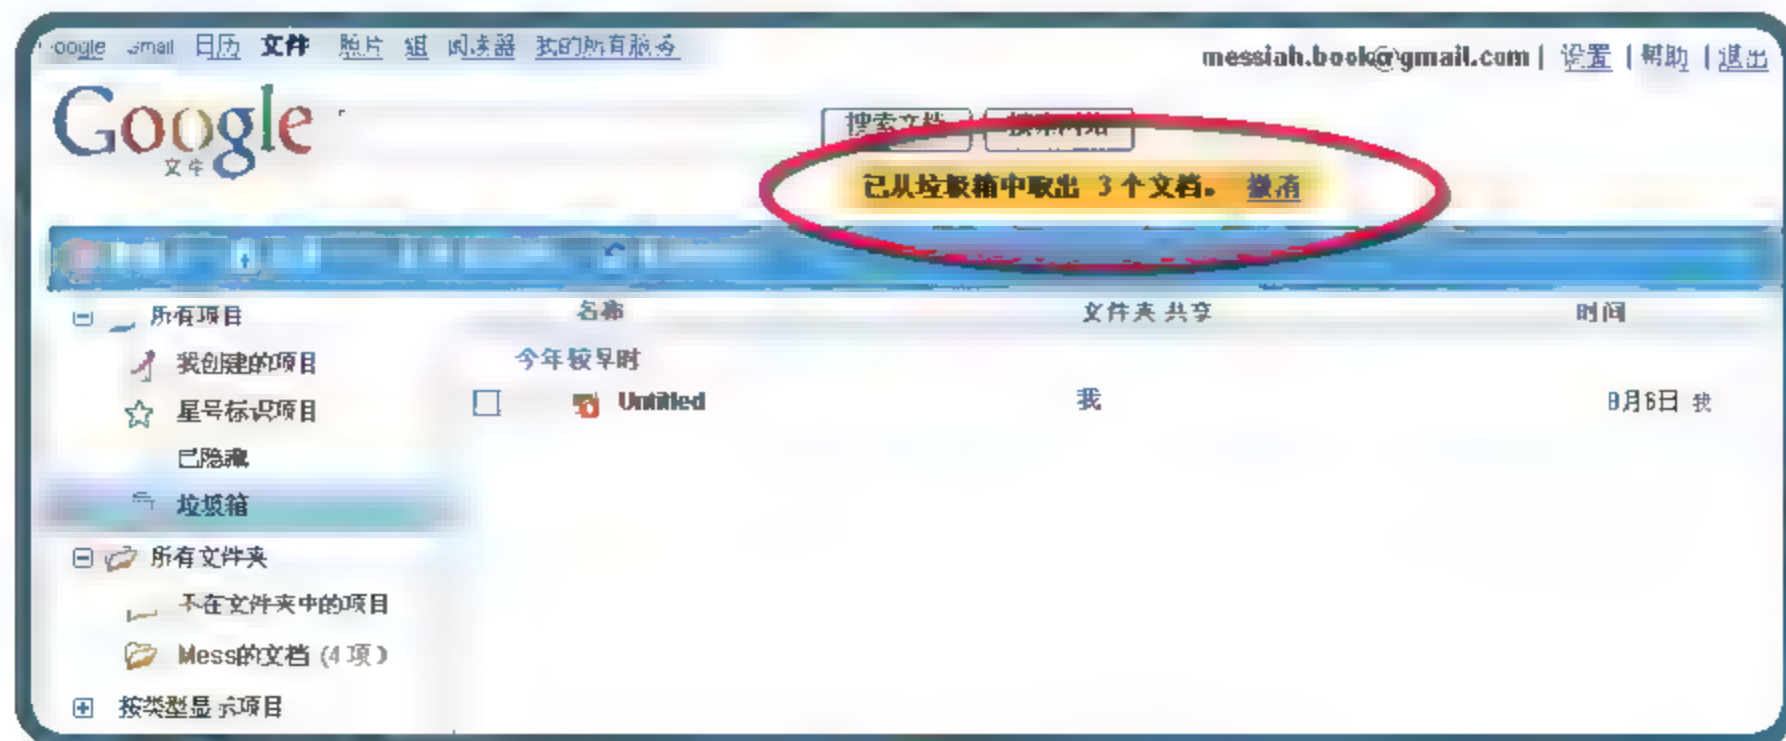 Google Gmail 日历 文件 照片 组 阅读器 我的所有服务
messiah.book@gmail.com | 设置 | 帮助 | 退出
Google
文件
搜索文档 搜索网站
已从垃圾箱中取出 3 个文档。 撤消
名称 文件夹 共享 时间
所有项目
我创建的项目
星号标识项目
已隐藏
垃圾箱
所有文件夹
不在文件夹中的项目
Mess的文档 (4 项)
按类型显示项目
今年较早时
Untitled 我 8月6日 我